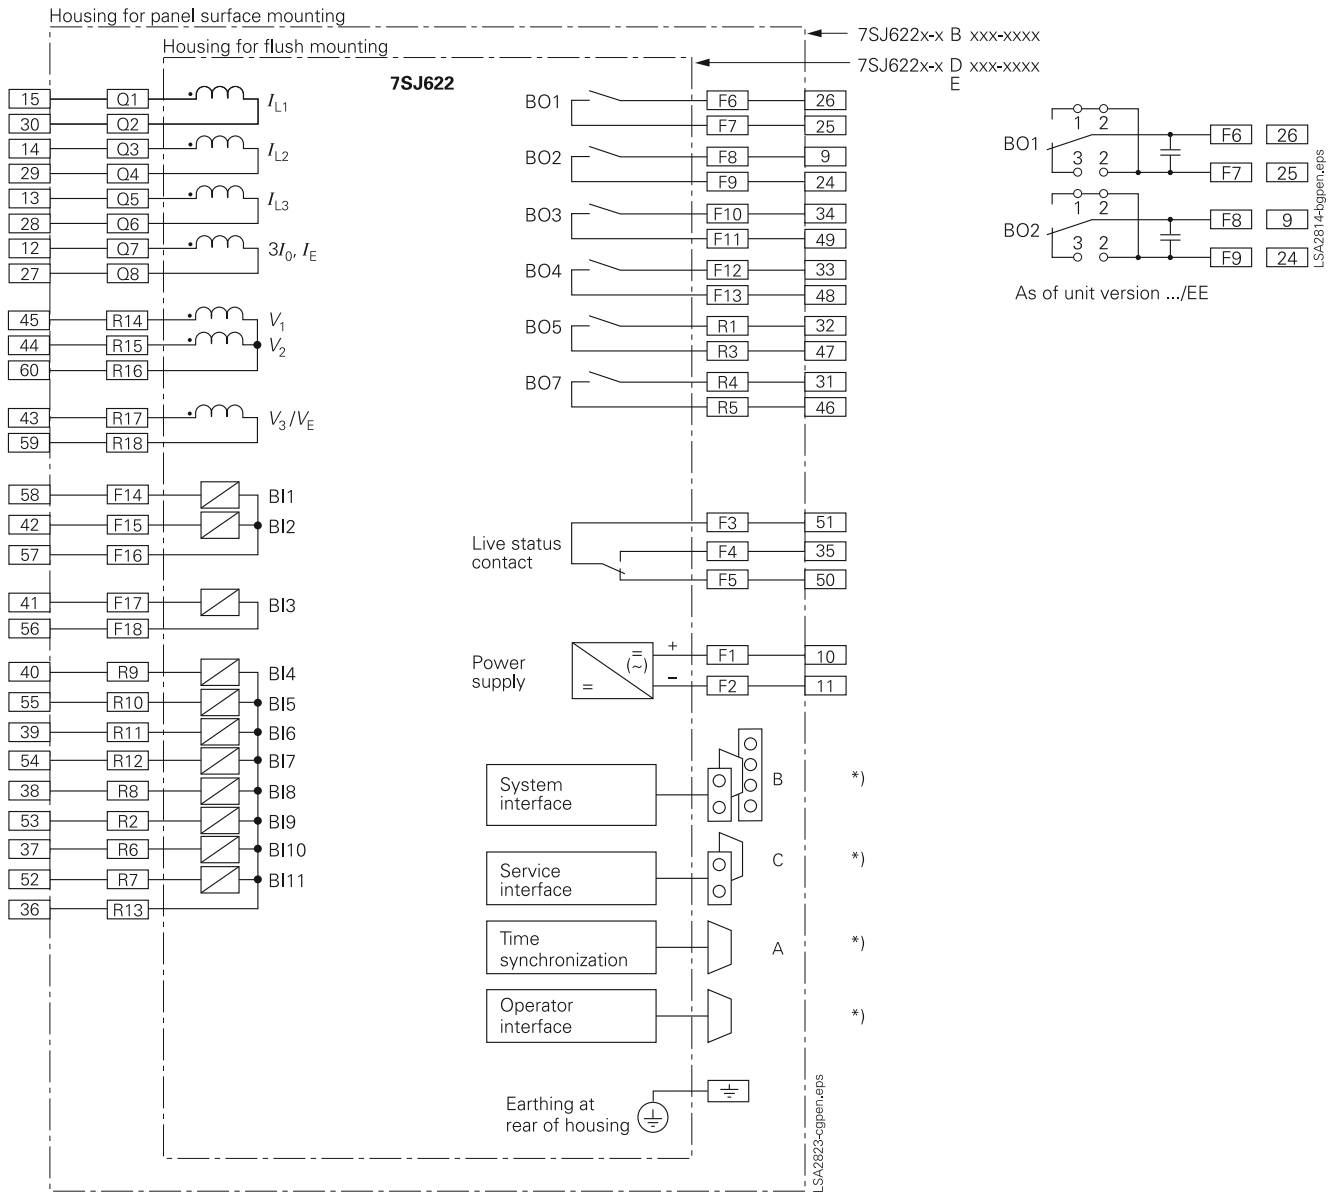 Housing for panel surface mounting
7SJ622x-x B xxx-xxxx
Housing for flush mounting
7SJ622x-x D xxx-xxxx
E
7SJ622
15 Q1 I L1
30 Q2
14 Q3 I L2
29 Q4
13 Q5 I L3
28 Q6
12 Q7 3I0, IE
27 Q8
45 R14 V1
44 R15 V2
60 R16
43 R17 V3/VE
59 R18
58 F14 BI1
42 F15 BI2
57 F16
41 F17 BI3
56 F18
40 R9 BI4
55 R10 BI5
39 R11 BI6
54 R12 BI7
38 R8 BI8
53 R2 BI9
37 R6 BI10
52 R7 BI11
36 R13
BO1 F6 26
F7 25
BO2 F8 9
F9 24
BO3 F10 34
F11 49
BO4 F12 33
F13 48
BO5 R1 32
R3 47
BO7 R4 31
R5 46
Live status
contact
F3 51
F4 35
F5 50
Power
supply
= (~)
=
+ F1 10
- F2 11
System
interface
B *)
Service
interface
C *)
Time
synchronization
A *)
Operator
interface
*)
Earthing at
rear of housing
LSA2823-cgpen.eps
1 2
BO1 F6 26
3 2
F7 25
1 2
BO2 F8 9
3 2
F9 24
As of unit version .../EE
LSA2814-bgpen.eps